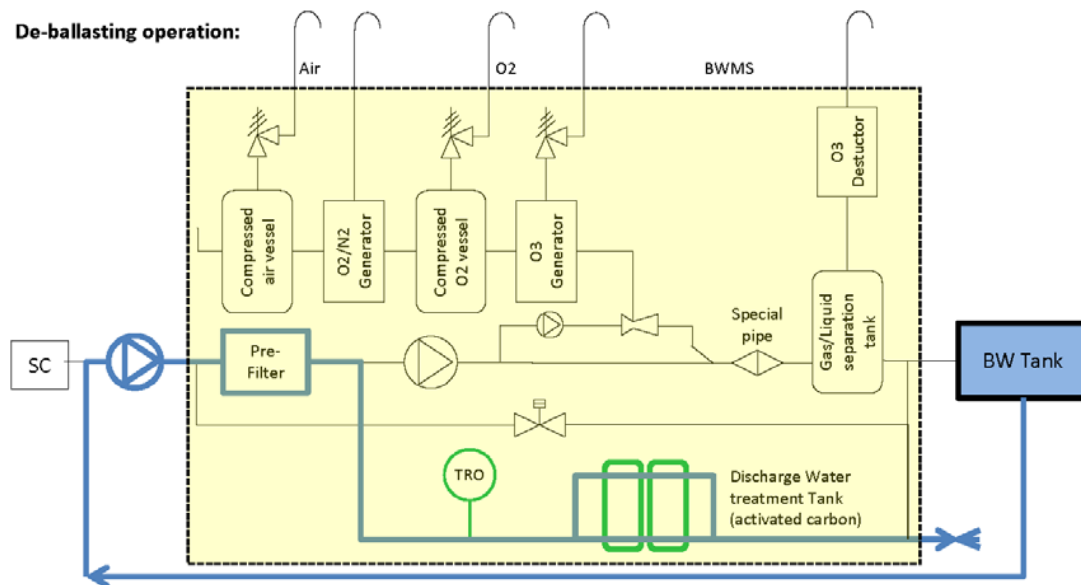 De-ballasting operation:
Air
O2
BWMS
Compressed
air vessel
O2/N2
Generator
Compressed
O2 vessel
O3
Generator
O3
Destuctor
SC
Pre-
Filter
Special
pipe
Gas/Liquid
separation
tank
BW Tank
TRO
Discharge Water
treatment Tank
(activated carbon)